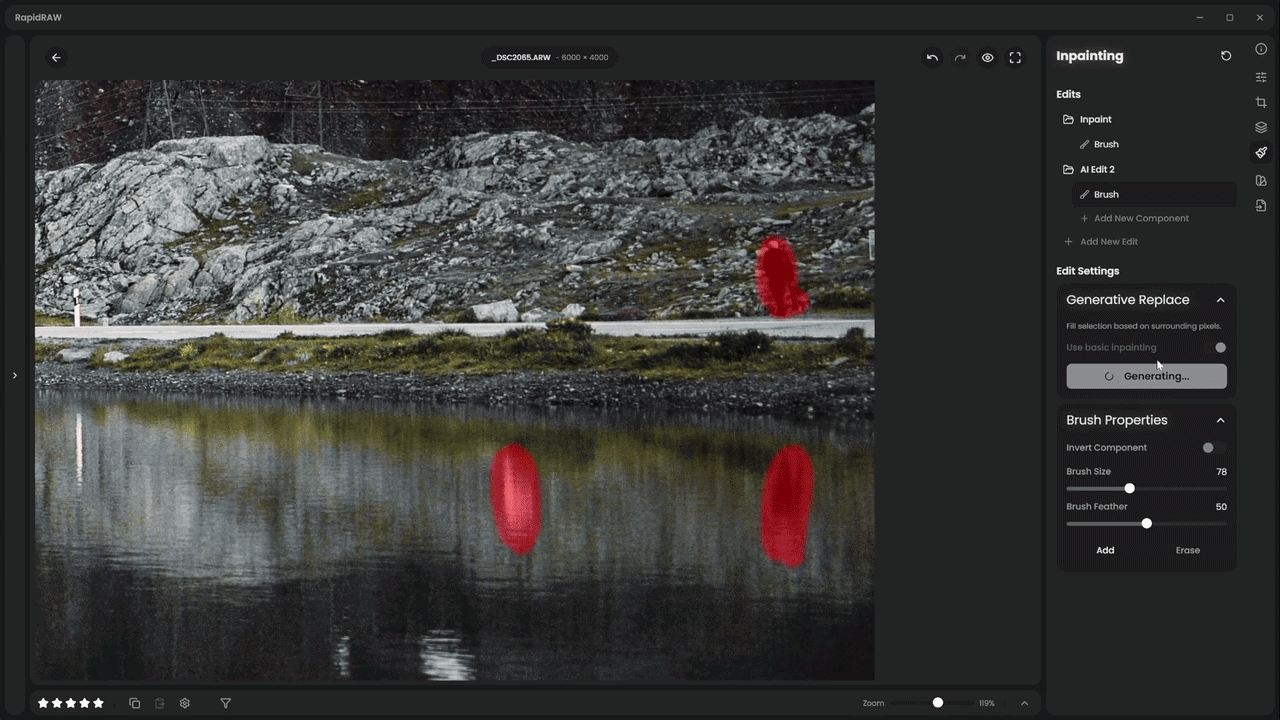 RapidRAW
_DSC2065.ARW - 6000 × 4000
Inpainting
Edits
Inpaint
Brush
AI Edit 2
Brush
Add New Component
Add New Edit
Edit Settings
Generative Replace
Fill selection based on surrounding pixels.
Use basic inpainting
Generating...
Brush Properties
Invert Component
Brush Size 78
Brush Feather 50
Add Erase
Zoom 119%